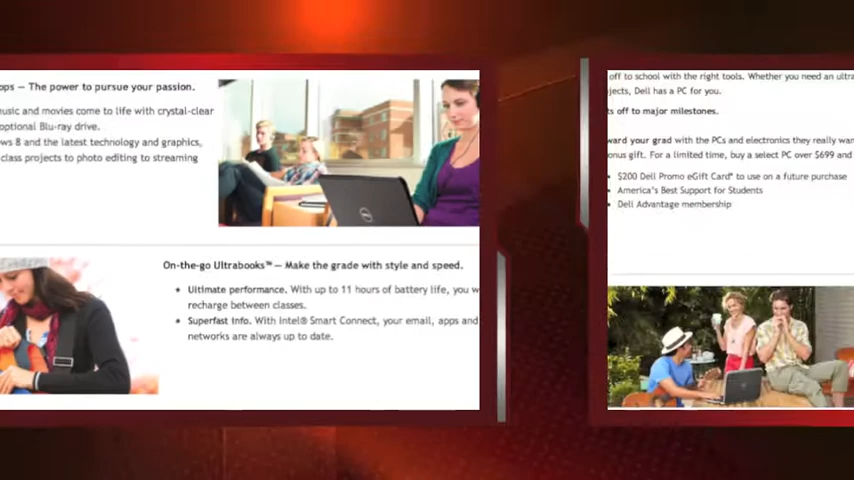 ops — The power to pursue your passion.
music and movies come to life with crystal-clear
optional Blu-ray drive.
ws 8 and the latest technology and graphics,
class projects to photo editing to streaming
DELL
On-the-go Ultrabooks™ — Make the grade with style and speed.
• Ultimate performance. With up to 11 hours of battery life, you w
recharge between classes.
• Superfast info. With Intel® Smart Connect, your email, apps and
networks are always up to date.
off to school with the right tools. Whether you need an ultra
jects, Dell has a PC for you.
ts off to major milestones.
ward your grad with the PCs and electronics they really wan
onus gift. For a limited time, buy a select PC over $699 and
• $200 Dell Promo eGift Card* to use on a future purchase
• America's Best Support for Students
• Dell Advantage membership